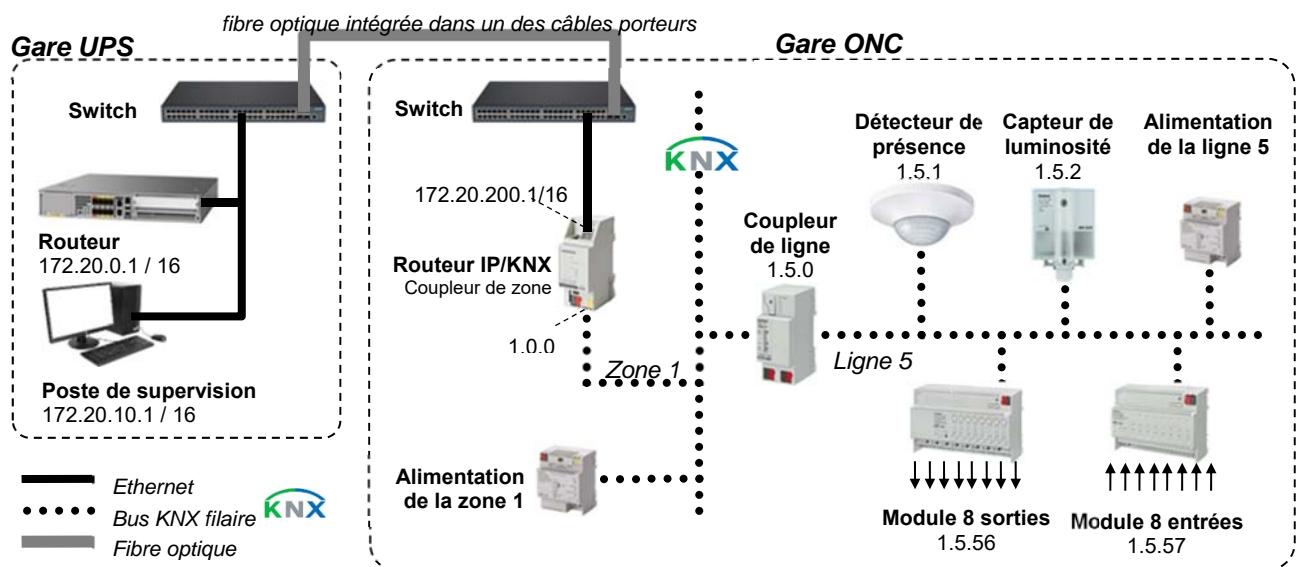 fibre optique intégrée dans un des câbles porteurs
Gare UPS
Switch
Routeur
172.20.0.1 / 16
Poste de supervision
172.20.10.1 / 16
Ethernet
Bus KNX filaire
KNX
Fibre optique
Gare ONC
Switch
KNX
172.20.200.1/16
Routeur IP/KNX
Coupleur de zone
1.0.0
Zone 1
Alimentation
de la zone 1
Coupleur
de ligne
1.5.0
Ligne 5
Détecteur de
présence
1.5.1
Capteur de
luminosité
1.5.2
Alimentation
de la ligne 5
Module 8 sorties
1.5.56
Module 8 entrées
1.5.57